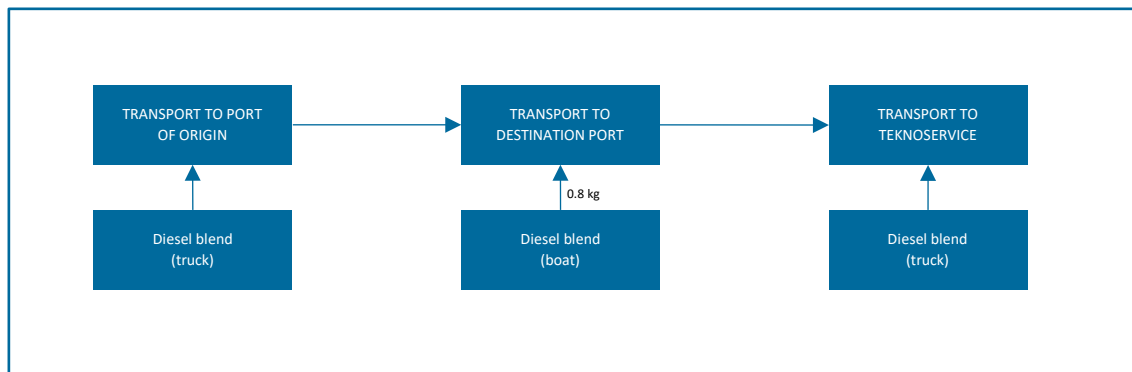 TRANSPORT TO PORT
OF ORIGIN
TRANSPORT TO
DESTINATION PORT
TRANSPORT TO
TEKNOSERVICE
0.8 kg
Diesel blend
(truck)
Diesel blend
(boat)
Diesel blend
(truck)